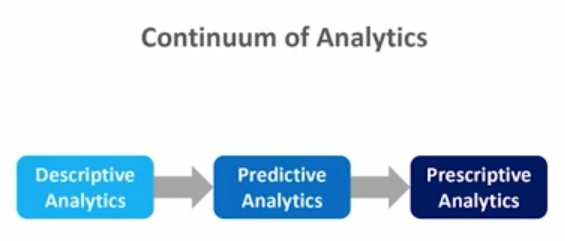 Continuum of Analytics
Descriptive
Analytics
Predictive
Analytics
Prescriptive
Analytics